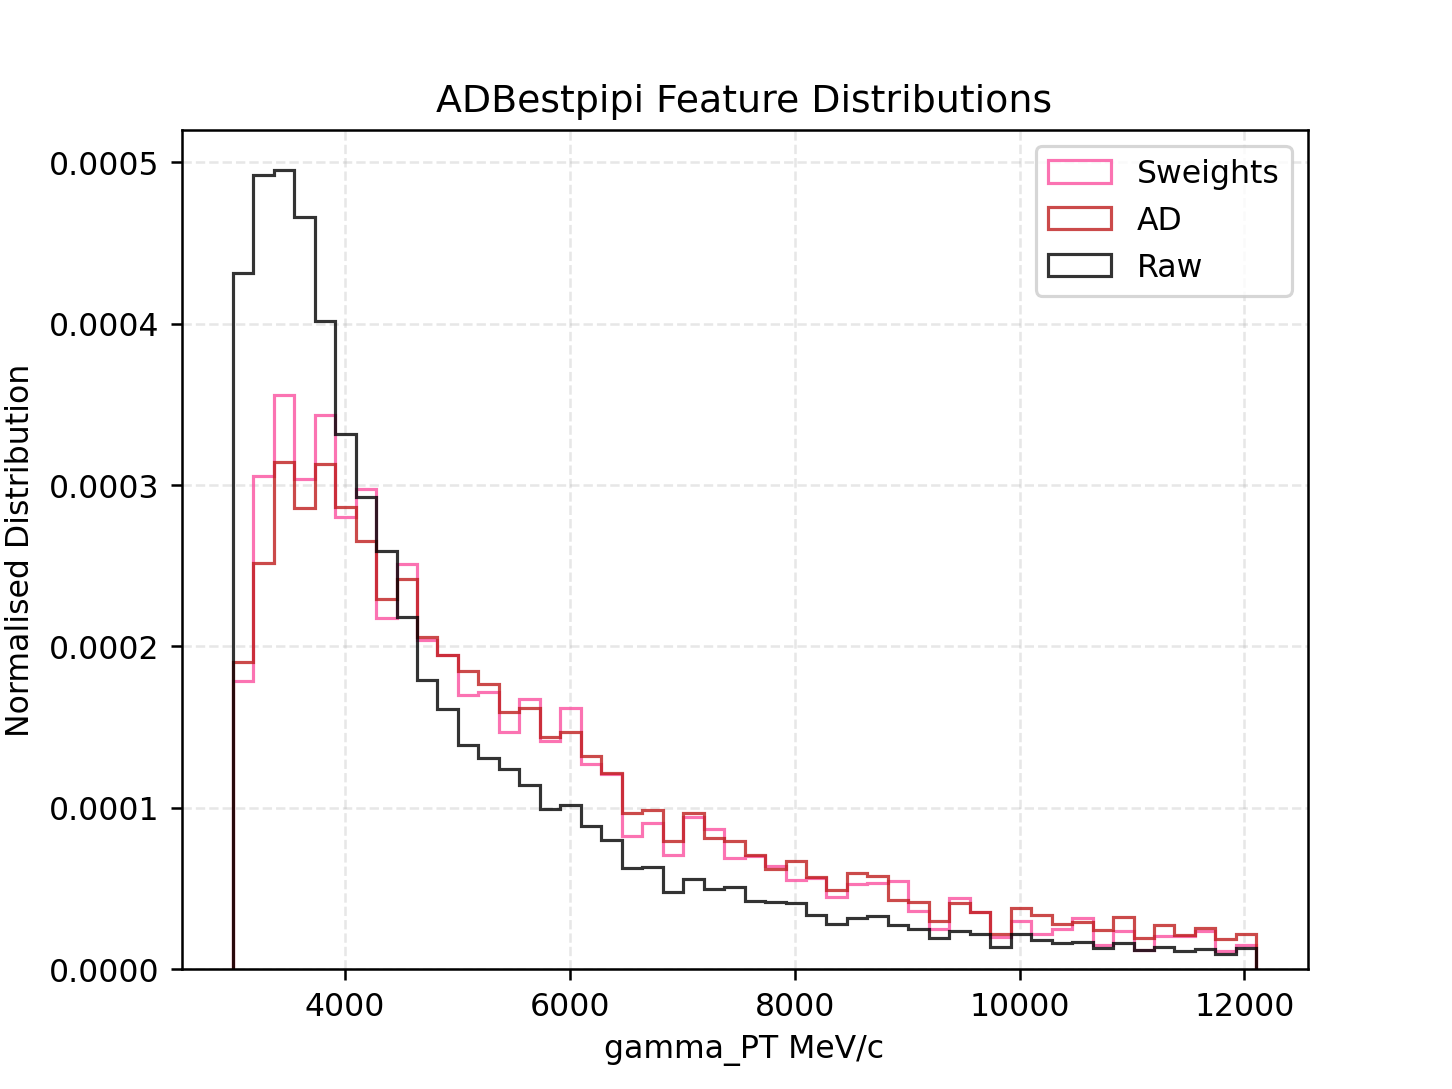 ADBestpipi Feature Distributions
Sweights
AD
Raw
Normalised Distribution
0.0005
0.0004
0.0003
0.0002
0.0001
0.0000
4000 6000 8000 10000 12000
gamma_PT MeV/c